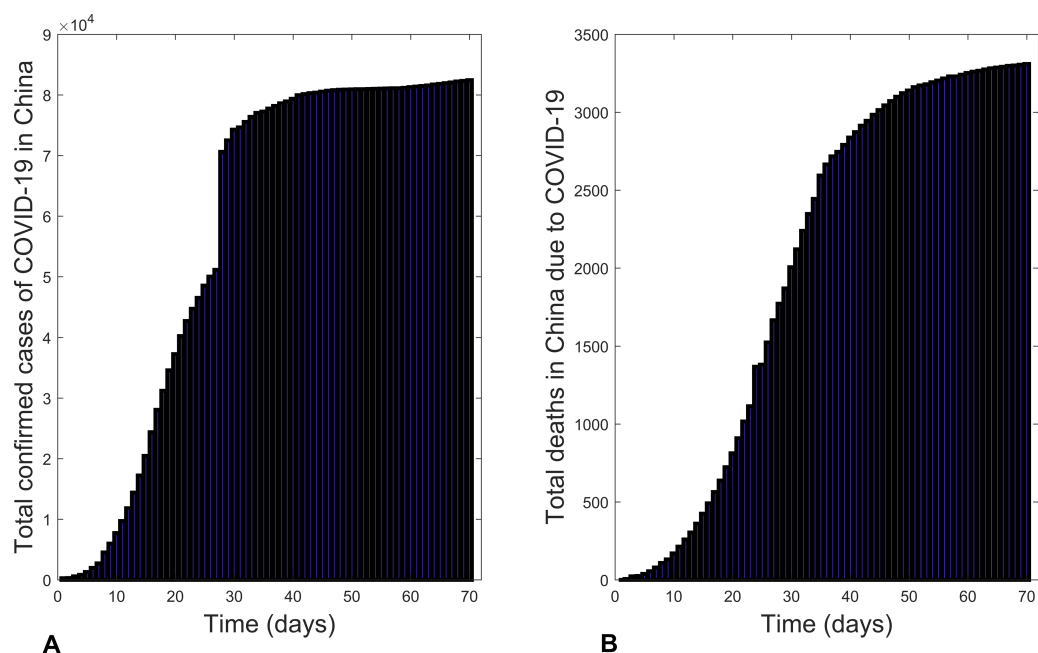 ×10⁴
9
8
7
6
5
4
3
2
1
0
Total confirmed cases of COVID-19 in China
0 10 20 30 40 50 60 70
Time (days)
A
3500
3000
2500
2000
1500
1000
500
0
Total deaths in China due to COVID-19
0 10 20 30 40 50 60 70
Time (days)
B